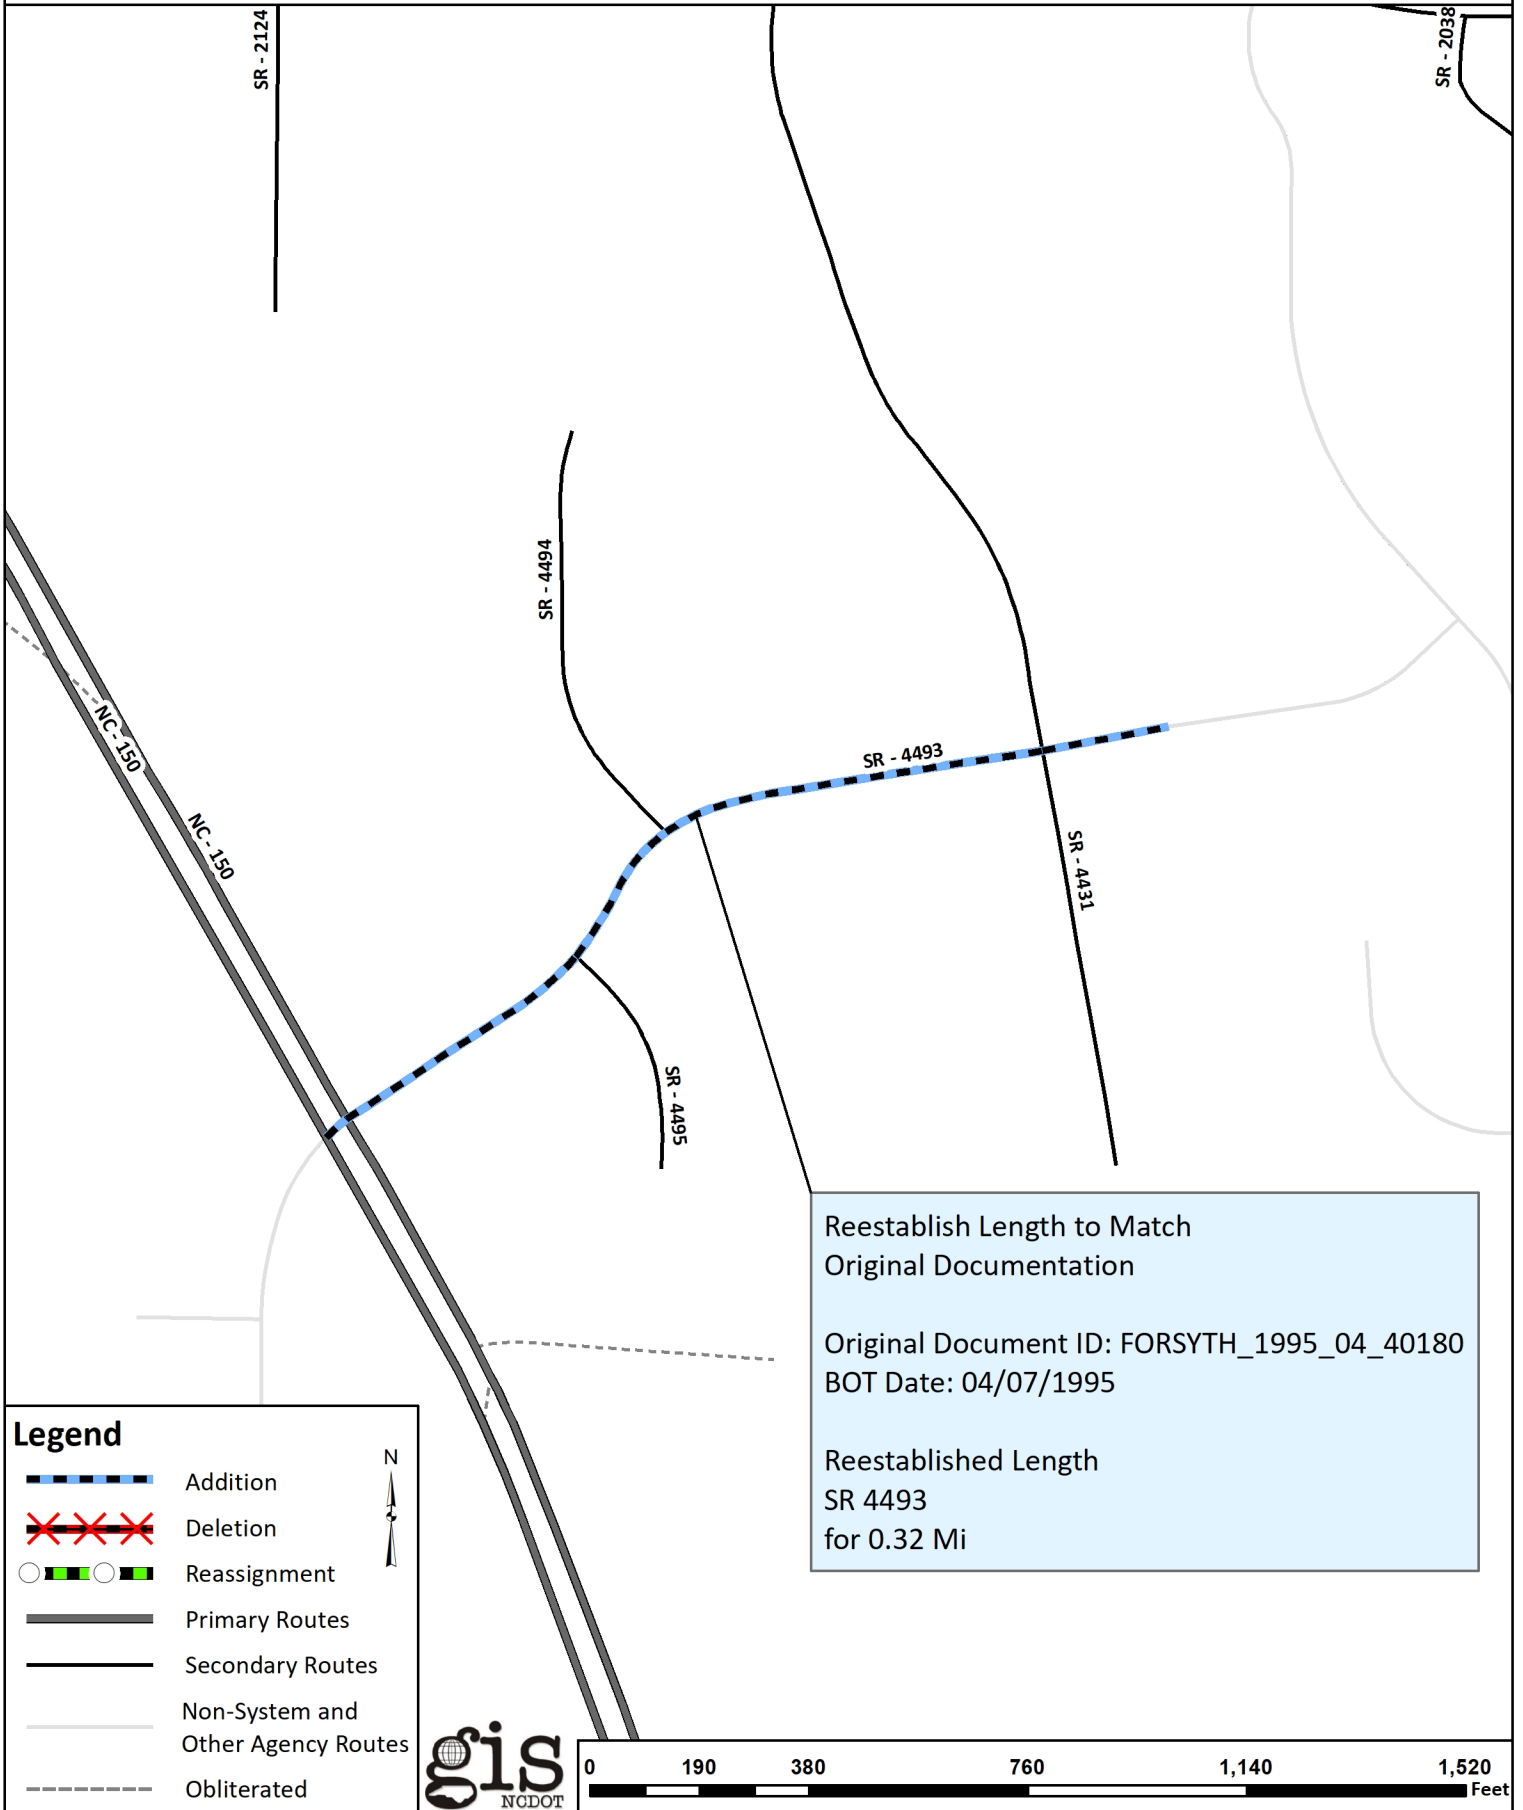 SR - 2124
SR - 2038
SR - 4494
NC - 150
NC - 150
SR - 4493
SR - 4431
SR - 4495
Reestablish Length to Match
Original Documentation
Original Document ID: FORSYTH_1995_04_40180
BOT Date: 04/07/1995
Reestablished Length
SR 4493
for 0.32 Mi
Legend
N
Addition
Deletion
Reassignment
Primary Routes
Secondary Routes
Non-System and
Other Agency Routes
Obliterated
gis
NCDOT
0 190 380 760 1,140 1,520
Feet